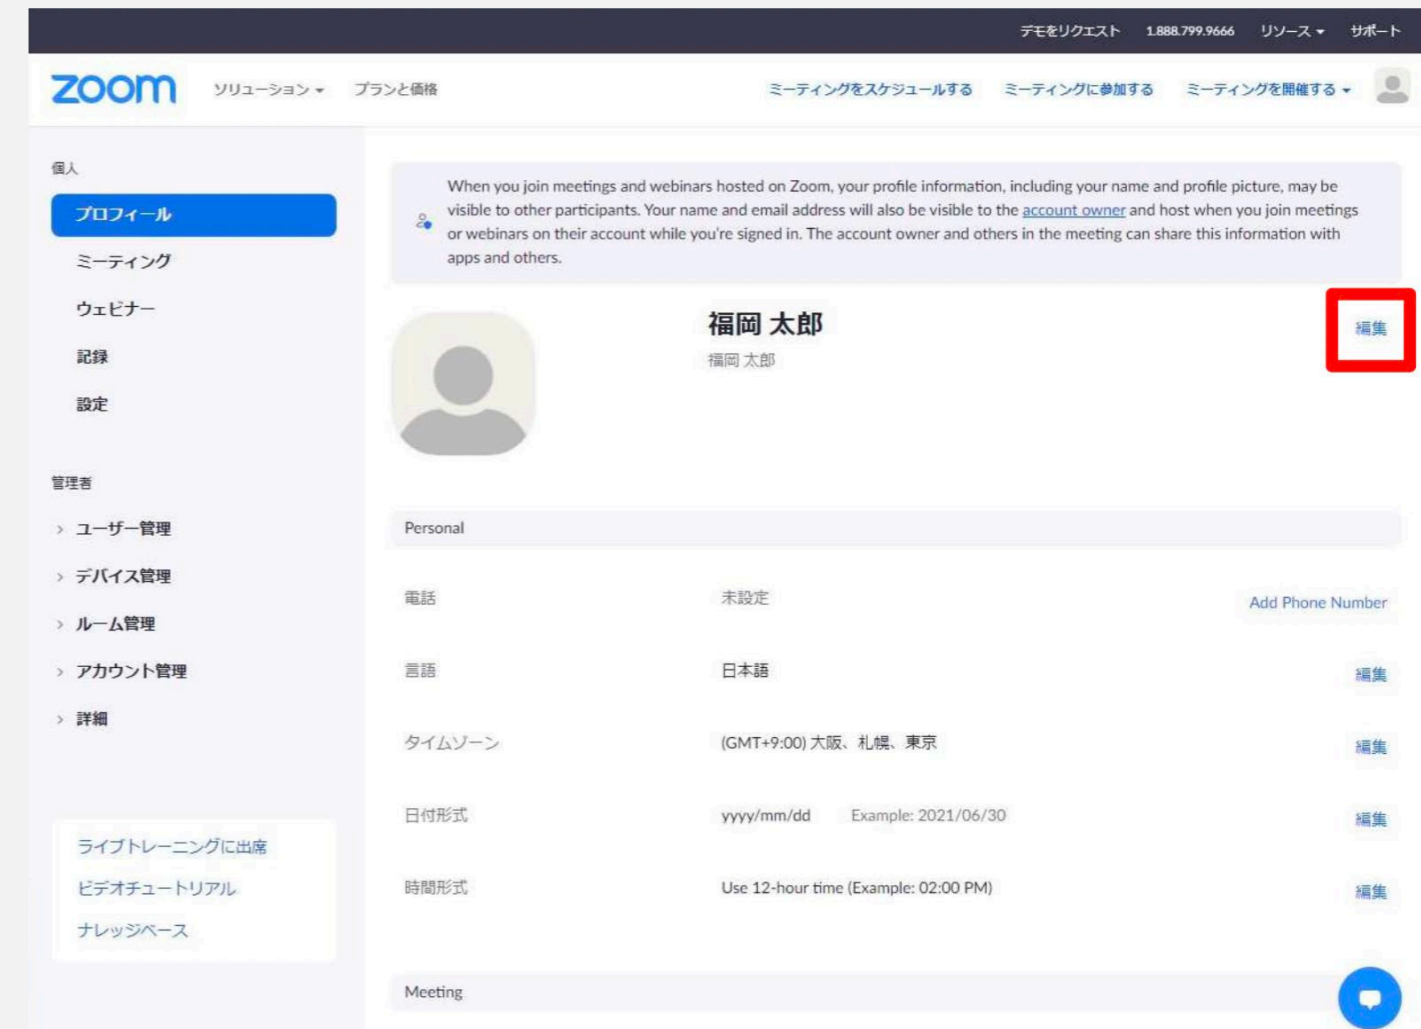 デモをリクエスト 1.888.799.9666 リソース サポート
zoom ソリューション プランと価格 ミーティングをスケジュールする ミーティングに参加する ミーティングを開催する
個人
プロフィール
ミーティング
ウェビナー
記録
設定
管理者
ユーザー管理
デバイス管理
ルーム管理
アカウント管理
詳細
ライブトレーニングに出席
ビデオチュートリアル
ナレッジベース
When you join meetings and webinars hosted on Zoom, your profile information, including your name and profile picture, may be
visible to other participants. Your name and email address will also be visible to the account owner and host when you join meetings
or webinars on their account while you're signed in. The account owner and others in the meeting can share this information with
apps and others.
福岡 太郎 編集
福岡 太郎
Personal
電話 未設定 Add Phone Number
言語 日本語 編集
タイムゾーン (GMT+9:00) 大阪、札幌、東京 編集
日付形式 yyyy/mm/dd Example: 2021/06/30 編集
時間形式 Use 12-hour time (Example: 02:00 PM) 編集
Meeting